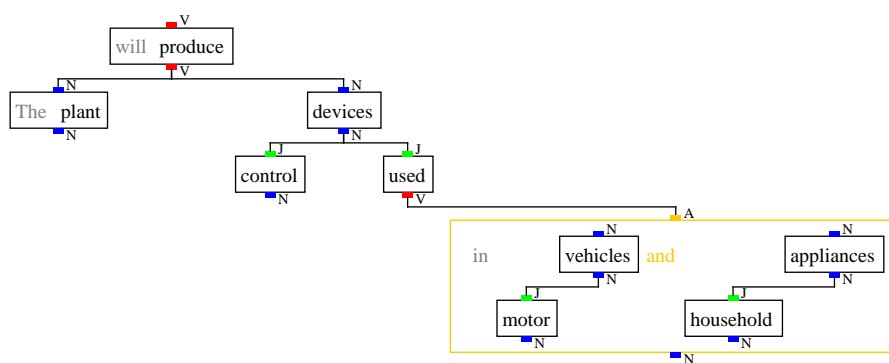 V
will produce
V
N N
The plant devices
N N
J J
control used
N V
A
N N
in vehicles and appliances
N N
J J
motor household
N N
N